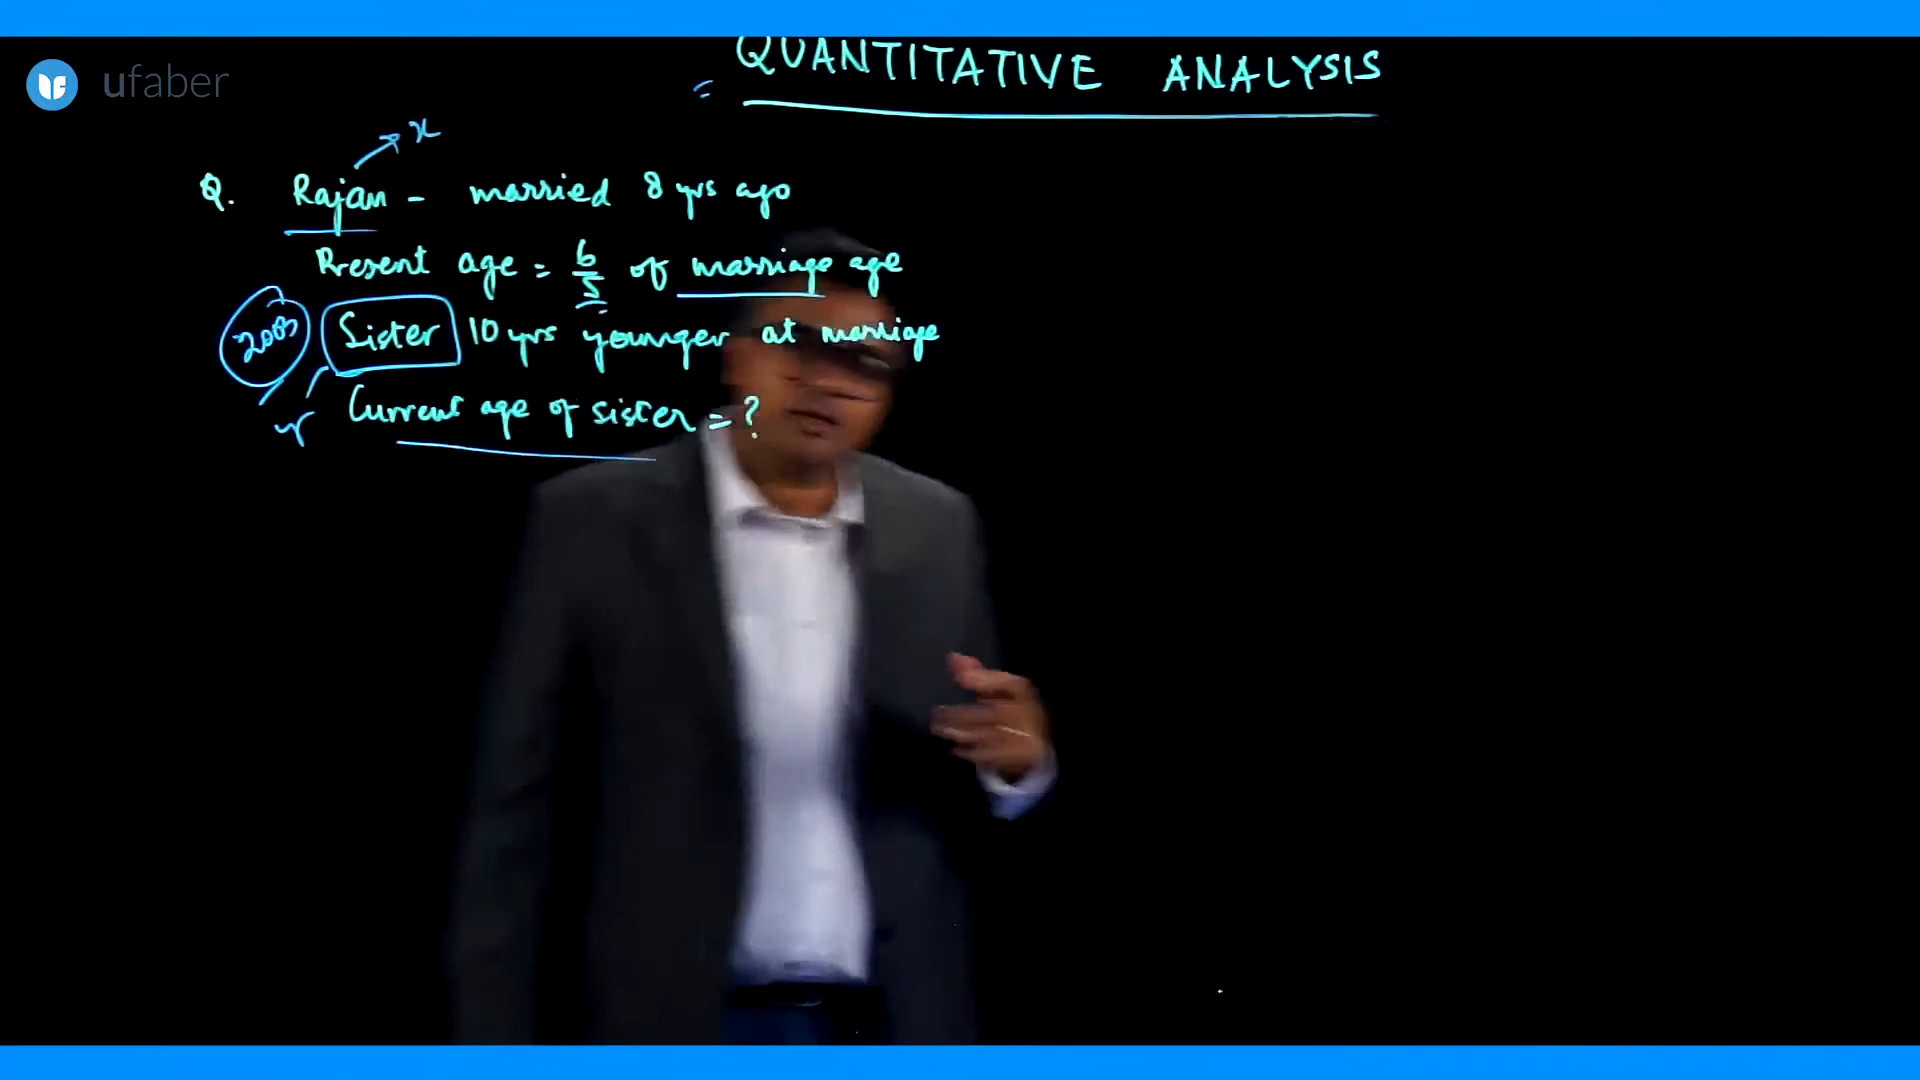 ufaber
QUANTITATIVE ANALYSIS
=
x
Q. Rajan - married 8 yrs ago
Present age = 6/5 of marriage age
2003 Sister 10 yrs younger at marriage
Current age of sister = ?